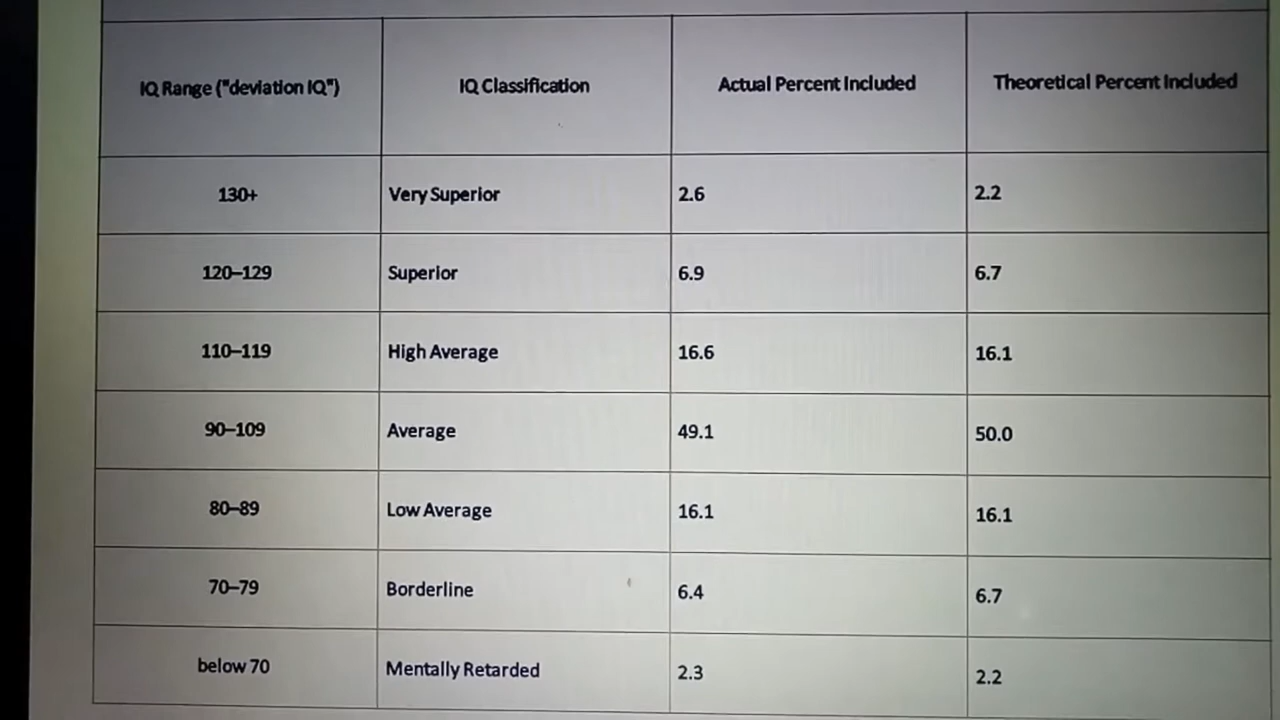 IQ Range ("deviation IQ") IQ Classification Actual Percent Included Theoretical Percent Included
130+ Very Superior 2.6 2.2
120–129 Superior 6.9 6.7
110–119 High Average 16.6 16.1
90–109 Average 49.1 50.0
80–89 Low Average 16.1 16.1
70–79 Borderline 6.4 6.7
below 70 Mentally Retarded 2.3 2.2